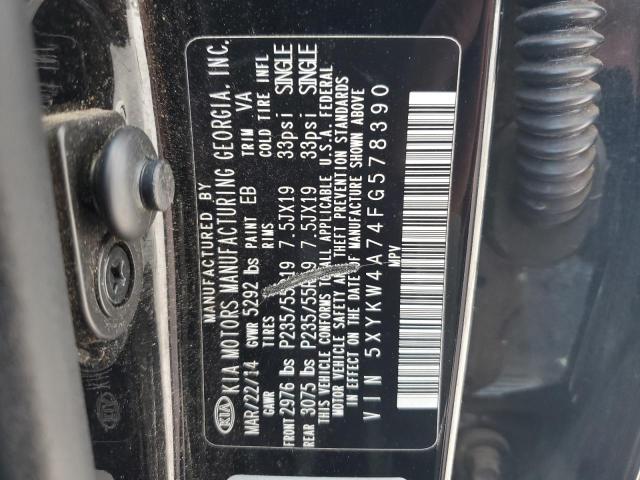 MANUFACTURED BY
KIA KIA MOTORS MANUFACTURING GEORGIA, INC.
MAR/22/14 GVWR 5292 lbs PAINT EB TRIM VA
GAWR TIRES RIMS COLD TIRE INFL
FRONT 2976 lbs P235/55R19 7.5JX19 33psi SINGLE
REAR 3075 lbs P235/55R19 7.5JX19 33psi SINGLE
THIS VEHICLE CONFORMS TO ALL APPLICABLE U.S.A. FEDERAL
MOTOR VEHICLE SAFETY AND THEFT PREVENTION STANDARDS
IN EFFECT ON THE DATE OF MANUFACTURE SHOWN ABOVE
VIN 5XYKW4A74FG578390
MPV
KIA